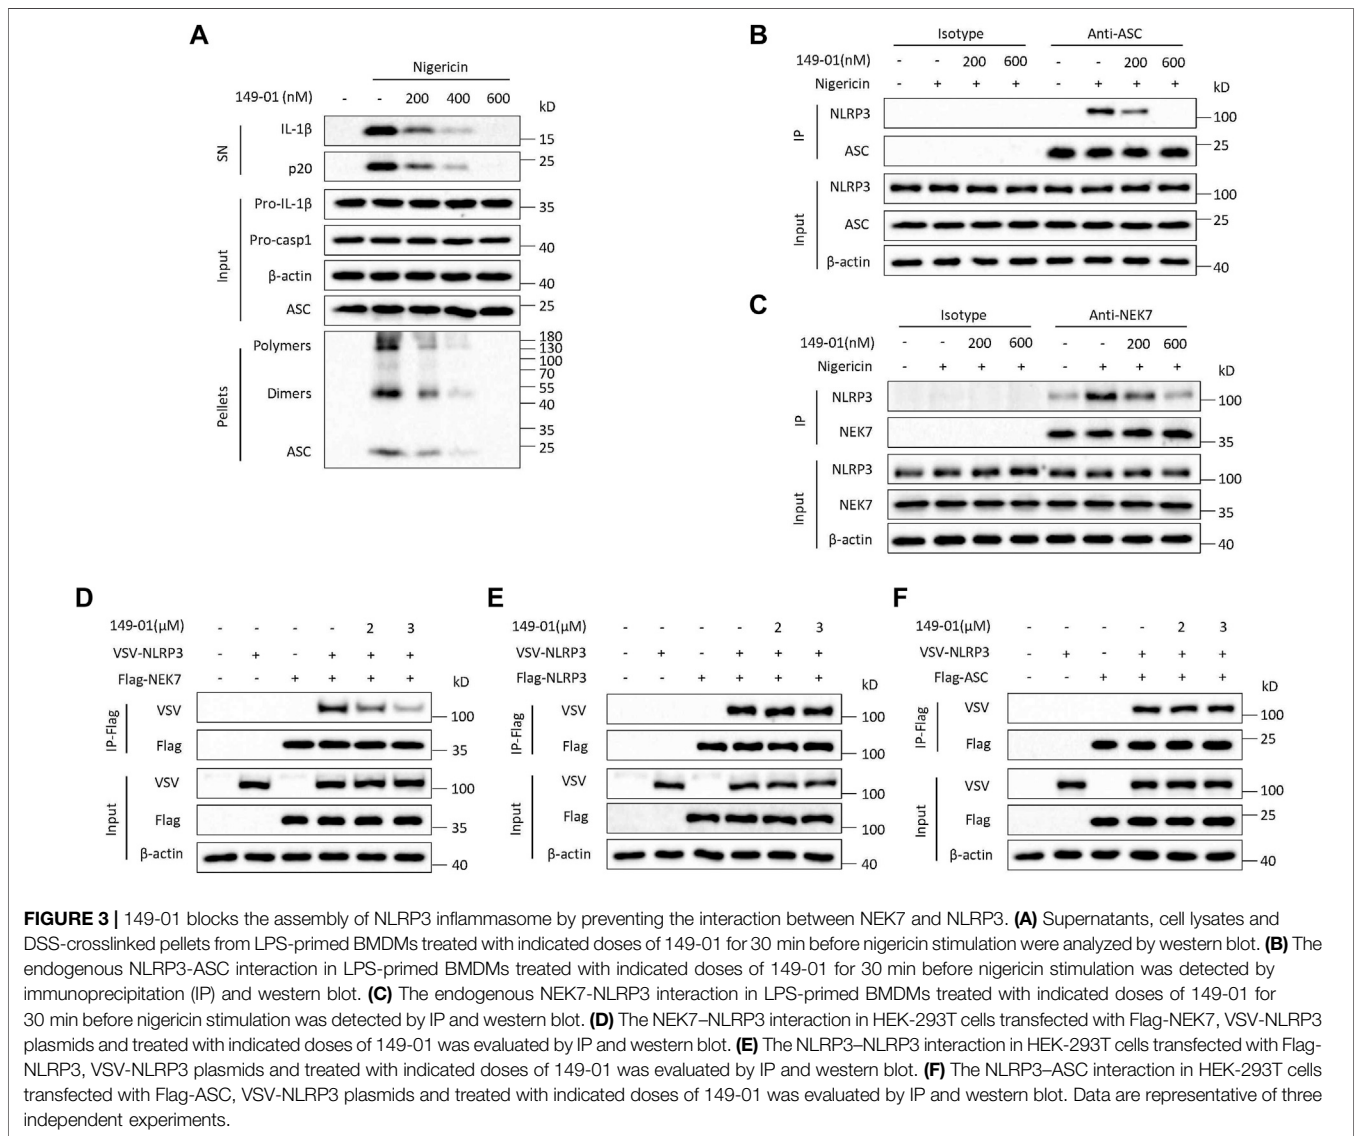 A
Nigericin
149-01 (nM) - - 200 400 600
kD
SN
IL-1β
15
p20
25
Input
Pro-IL-1β
35
Pro-casp1
40
β-actin
40
ASC
25
Pellets
Polymers
180
130
100
70
Dimers
55
40
35
ASC
25
B
Isotype Anti-ASC
149-01(nM) - - 200 600 - - 200 600
Nigericin - + + + - + + +
kD
IP
NLRP3
100
ASC
25
Input
NLRP3
100
ASC
25
β-actin
40
C
Isotype Anti-NEK7
149-01(nM) - - 200 600 - - 200 600
Nigericin - + + + - + + +
kD
IP
NLRP3
100
NEK7
35
Input
NLRP3
100
NEK7
35
β-actin
40
D
149-01(μM) - - - - 2 3
VSV-NLRP3 - + - + + +
Flag-NEK7 - - + + + +
kD
IP-Flag
VSV
100
Flag
35
Input
VSV
100
Flag
35
β-actin
40
E
149-01(μM) - - - - 2 3
VSV-NLRP3 - + - + + +
Flag-NLRP3 - - + + + +
kD
IP-Flag
VSV
100
Flag
100
Input
VSV
100
Flag
100
β-actin
40
F
149-01(μM) - - - - 2 3
VSV-NLRP3 - + - + + +
Flag-ASC - - + + + +
kD
IP-Flag
VSV
100
Flag
25
Input
VSV
100
Flag
25
β-actin
40
FIGURE 3 | 149-01 blocks the assembly of NLRP3 inflammasome by preventing the interaction between NEK7 and NLRP3. (A) Supernatants, cell lysates and
DSS-crosslinked pellets from LPS-primed BMDMs treated with indicated doses of 149-01 for 30 min before nigericin stimulation were analyzed by western blot. (B) The
endogenous NLRP3-ASC interaction in LPS-primed BMDMs treated with indicated doses of 149-01 for 30 min before nigericin stimulation was detected by
immunoprecipitation (IP) and western blot. (C) The endogenous NEK7-NLRP3 interaction in LPS-primed BMDMs treated with indicated doses of 149-01 for
30 min before nigericin stimulation was detected by IP and western blot. (D) The NEK7–NLRP3 interaction in HEK-293T cells transfected with Flag-NEK7, VSV-NLRP3
plasmids and treated with indicated doses of 149-01 was evaluated by IP and western blot. (E) The NLRP3–NLRP3 interaction in HEK-293T cells transfected with Flag-
NLRP3, VSV-NLRP3 plasmids and treated with indicated doses of 149-01 was evaluated by IP and western blot. (F) The NLRP3–ASC interaction in HEK-293T cells
transfected with Flag-ASC, VSV-NLRP3 plasmids and treated with indicated doses of 149-01 was evaluated by IP and western blot. Data are representative of three
independent experiments.